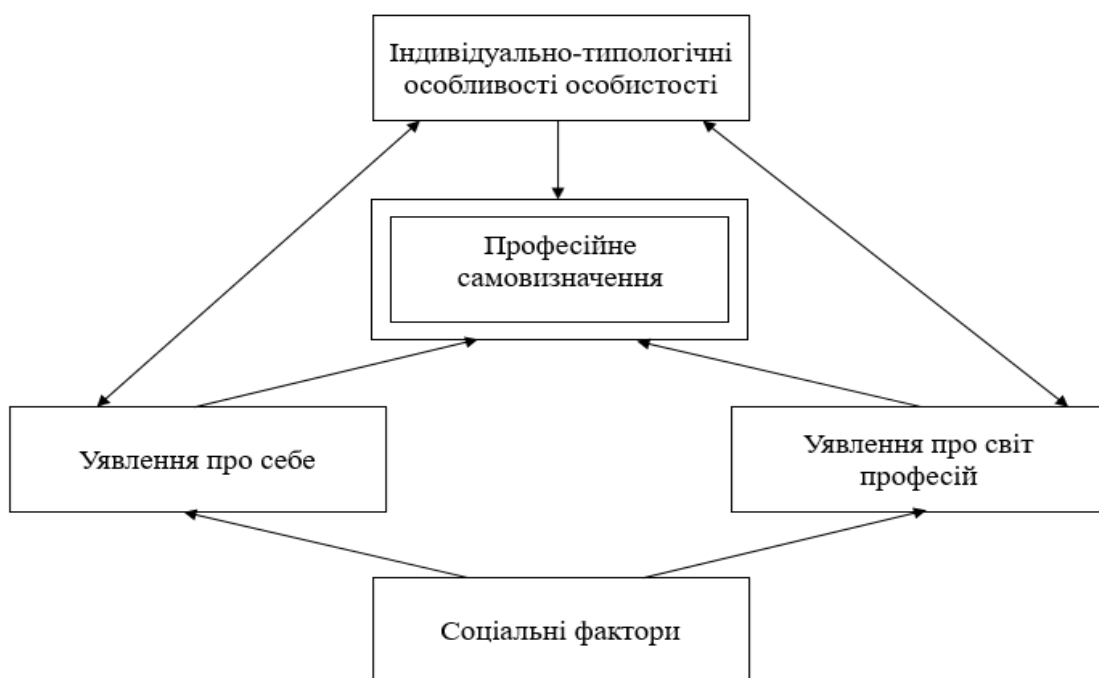 Індивідуально-типологічні
особливості особистості
Професійне
самовизначення
Уявлення про себе
Уявлення про світ
професій
Соціальні фактори